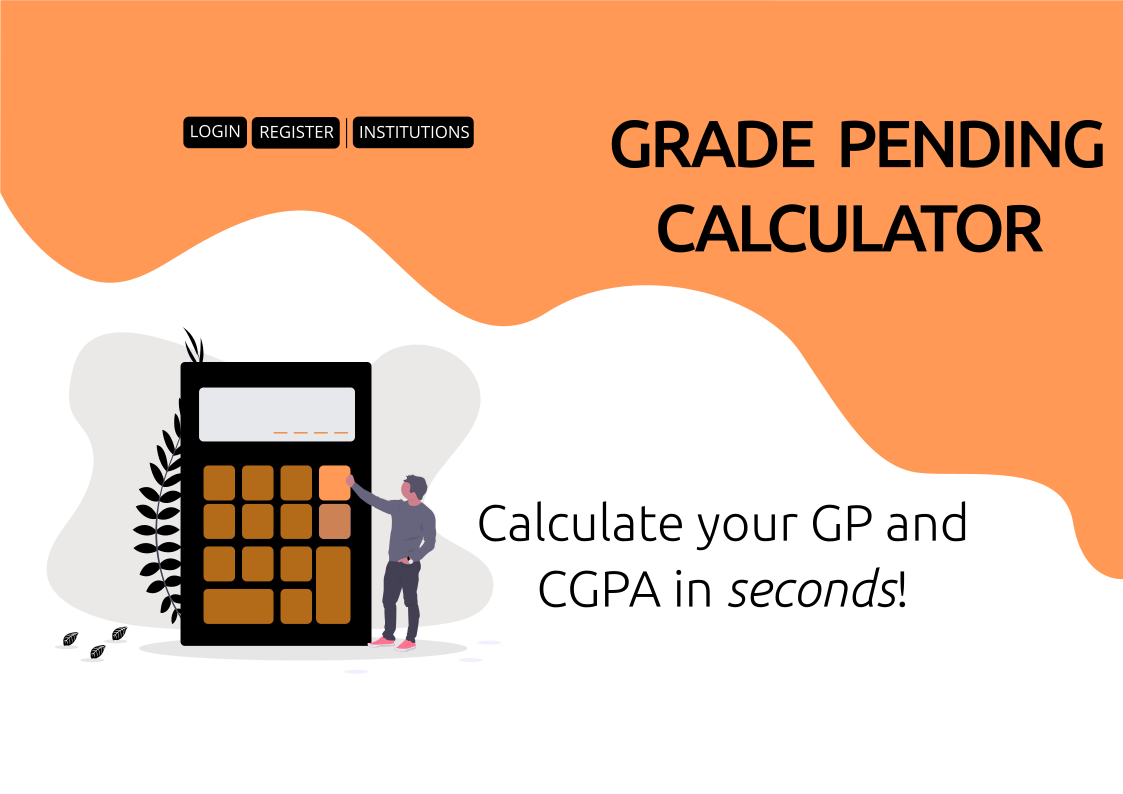 LOGIN REGISTER | INSTITUTIONS
GRADE PENDING
CALCULATOR
Calculate your GP and
CGPA in seconds!